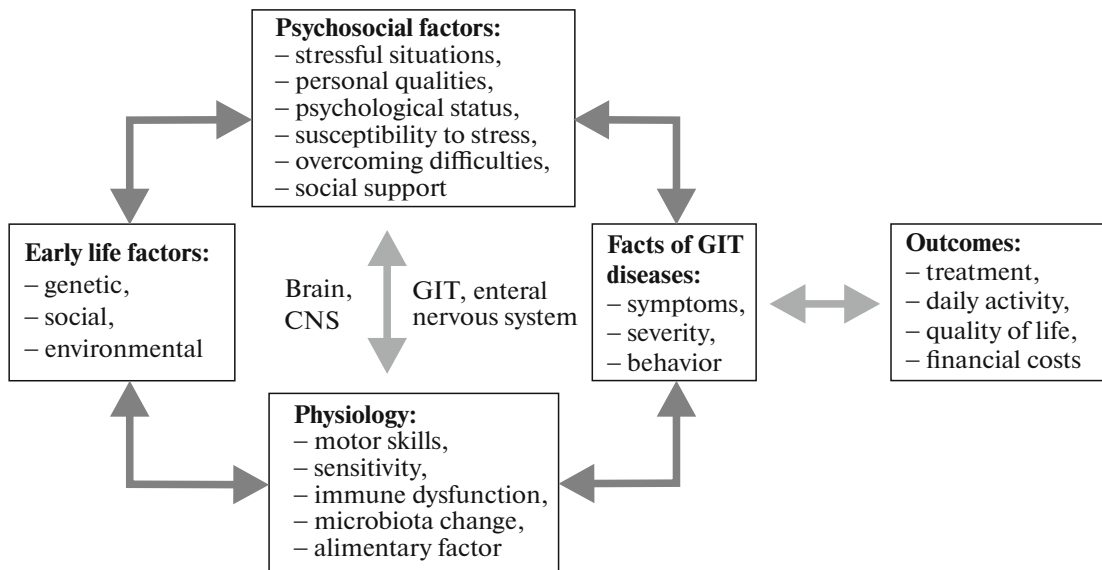 Psychosocial factors:
– stressful situations,
– personal qualities,
– psychological status,
– susceptibility to stress,
– overcoming difficulties,
– social support
Early life factors:
– genetic,
– social,
– environmental
Brain,
CNS
GIT, enteral
nervous system
Facts of GIT
diseases:
– symptoms,
– severity,
– behavior
Outcomes:
– treatment,
– daily activity,
– quality of life,
– financial costs
Physiology:
– motor skills,
– sensitivity,
– immune dysfunction,
– microbiota change,
– alimentary factor